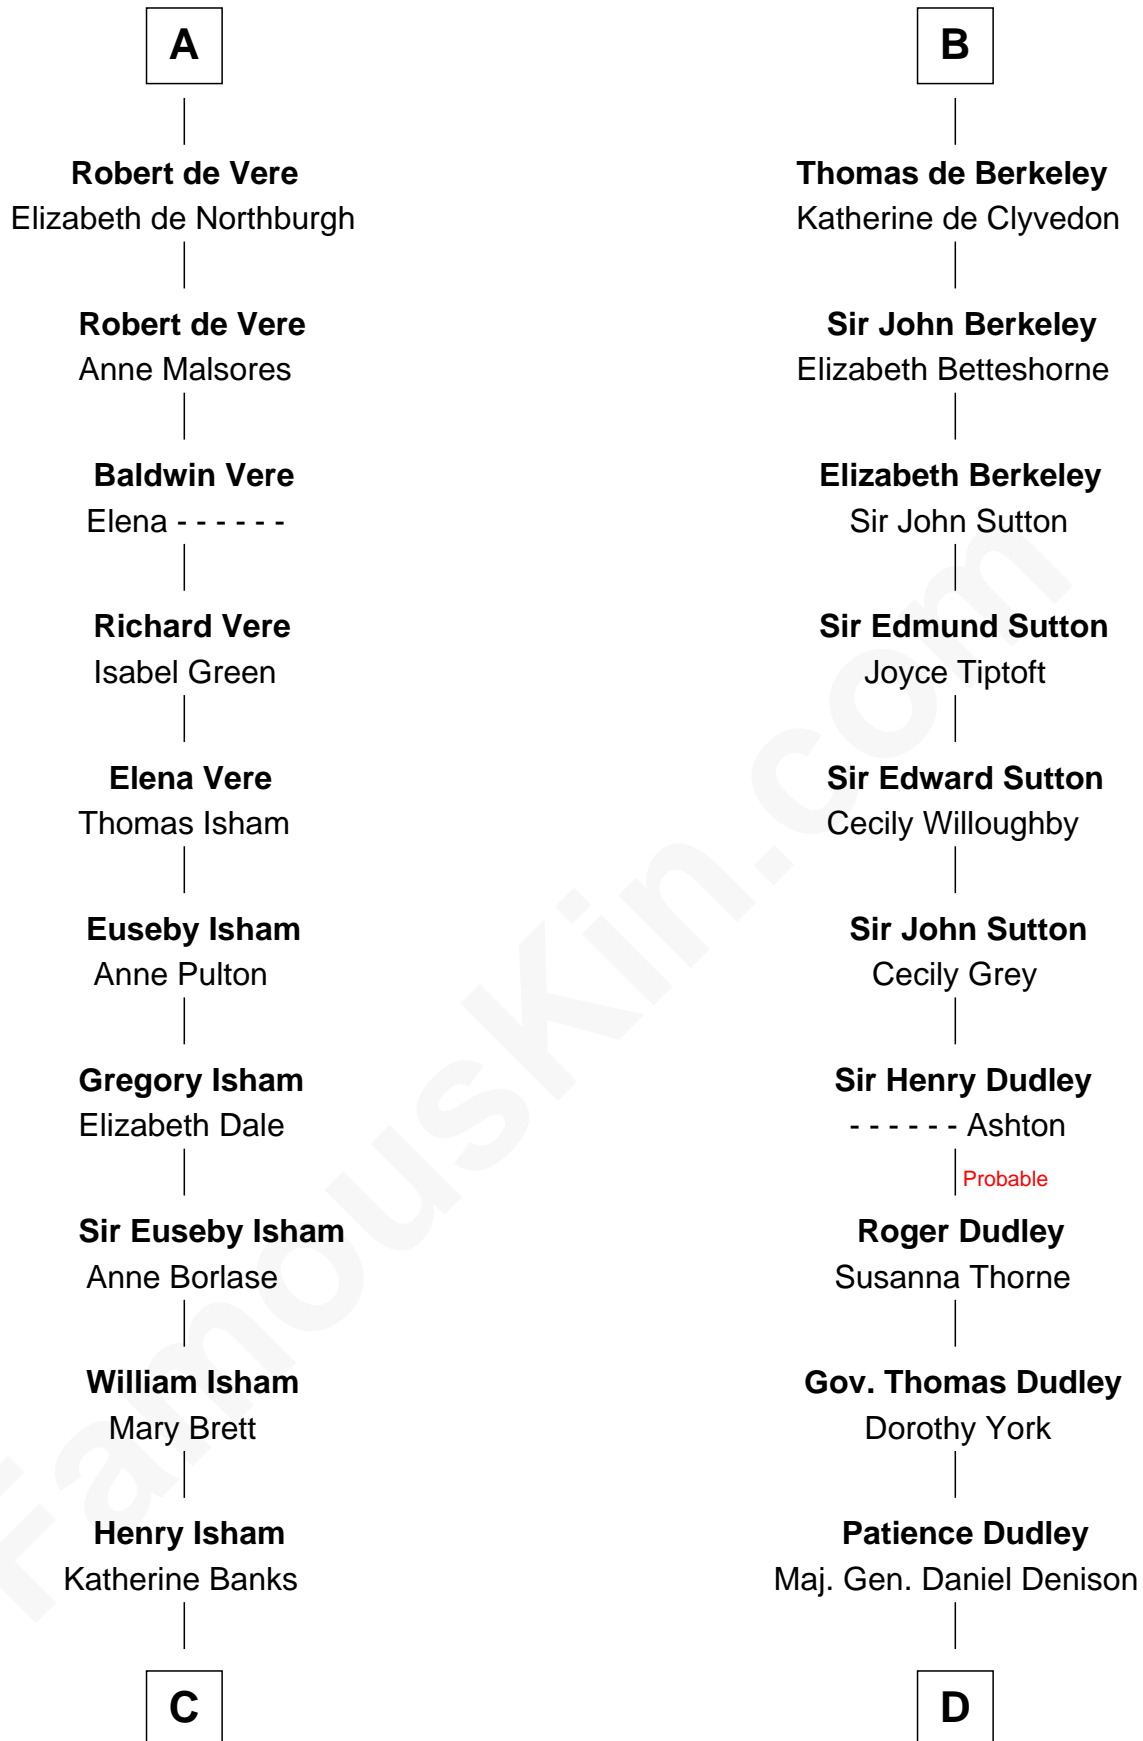 A
Robert de Vere
Elizabeth de Northburgh
Robert de Vere
Anne Malsores
Baldwin Vere
Elena - - - - - -
Richard Vere
Isabel Green
Elena Vere
Thomas Isham
Euseby Isham
Anne Pulton
Gregory Isham
Elizabeth Dale
Sir Euseby Isham
Anne Borlase
William Isham
Mary Brett
Henry Isham
Katherine Banks
C
B
Thomas de Berkeley
Katherine de Clyvedon
Sir John Berkeley
Elizabeth Betteshorne
Elizabeth Berkeley
Sir John Sutton
Sir Edmund Sutton
Joyce Tiptoft
Sir Edward Sutton
Cecily Willoughby
Sir John Sutton
Cecily Grey
Sir Henry Dudley
- - - - - - Ashton
Probable
Roger Dudley
Susanna Thorne
Gov. Thomas Dudley
Dorothy York
Patience Dudley
Maj. Gen. Daniel Denison
D
FamousKin.com